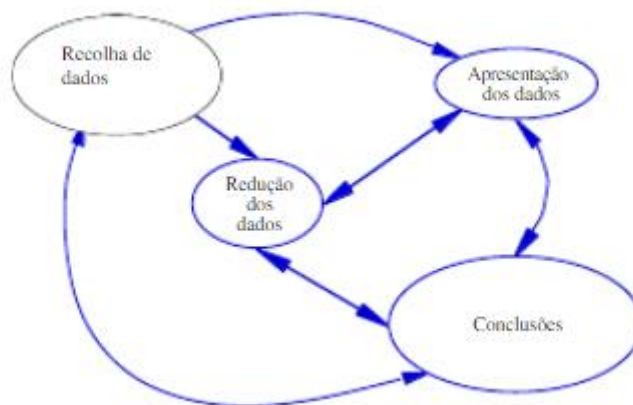 Recolha de
dados
Apresentação
dos dados
Redução
dos
dados
Conclusões